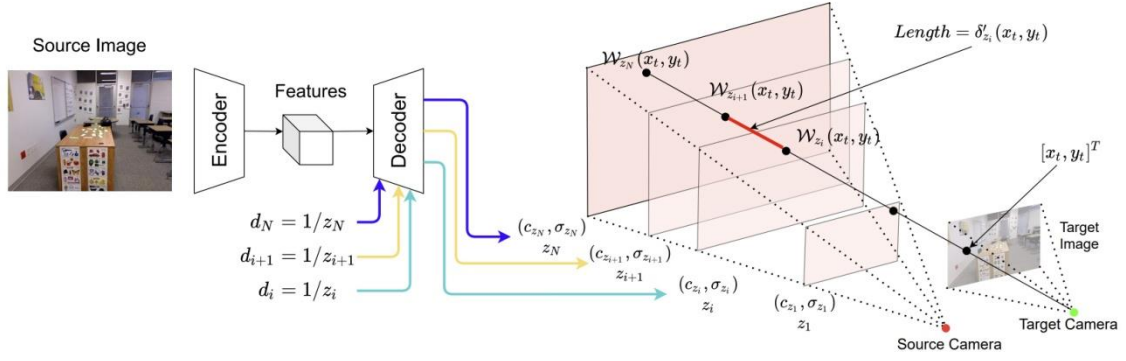 Source Image
Encoder
Features
Decoder
d_N = 1/z_N
d_{i+1} = 1/z_{i+1}
d_i = 1/z_i
(c_{z_N}, σ_{z_N})
z_N
(c_{z_{i+1}}, σ_{z_{i+1}})
z_{i+1}
(c_{z_i}, σ_{z_i})
z_i
(c_{z_1}, σ_{z_1})
z_1
𝒲_{z_N}(x_t, y_t)
𝒲_{z_{i+1}}(x_t, y_t)
𝒲_{z_i}(x_t, y_t)
Length = δ′_{z_i}(x_t, y_t)
[x_t, y_t]^T
Target
Image
Target Camera
Source Camera